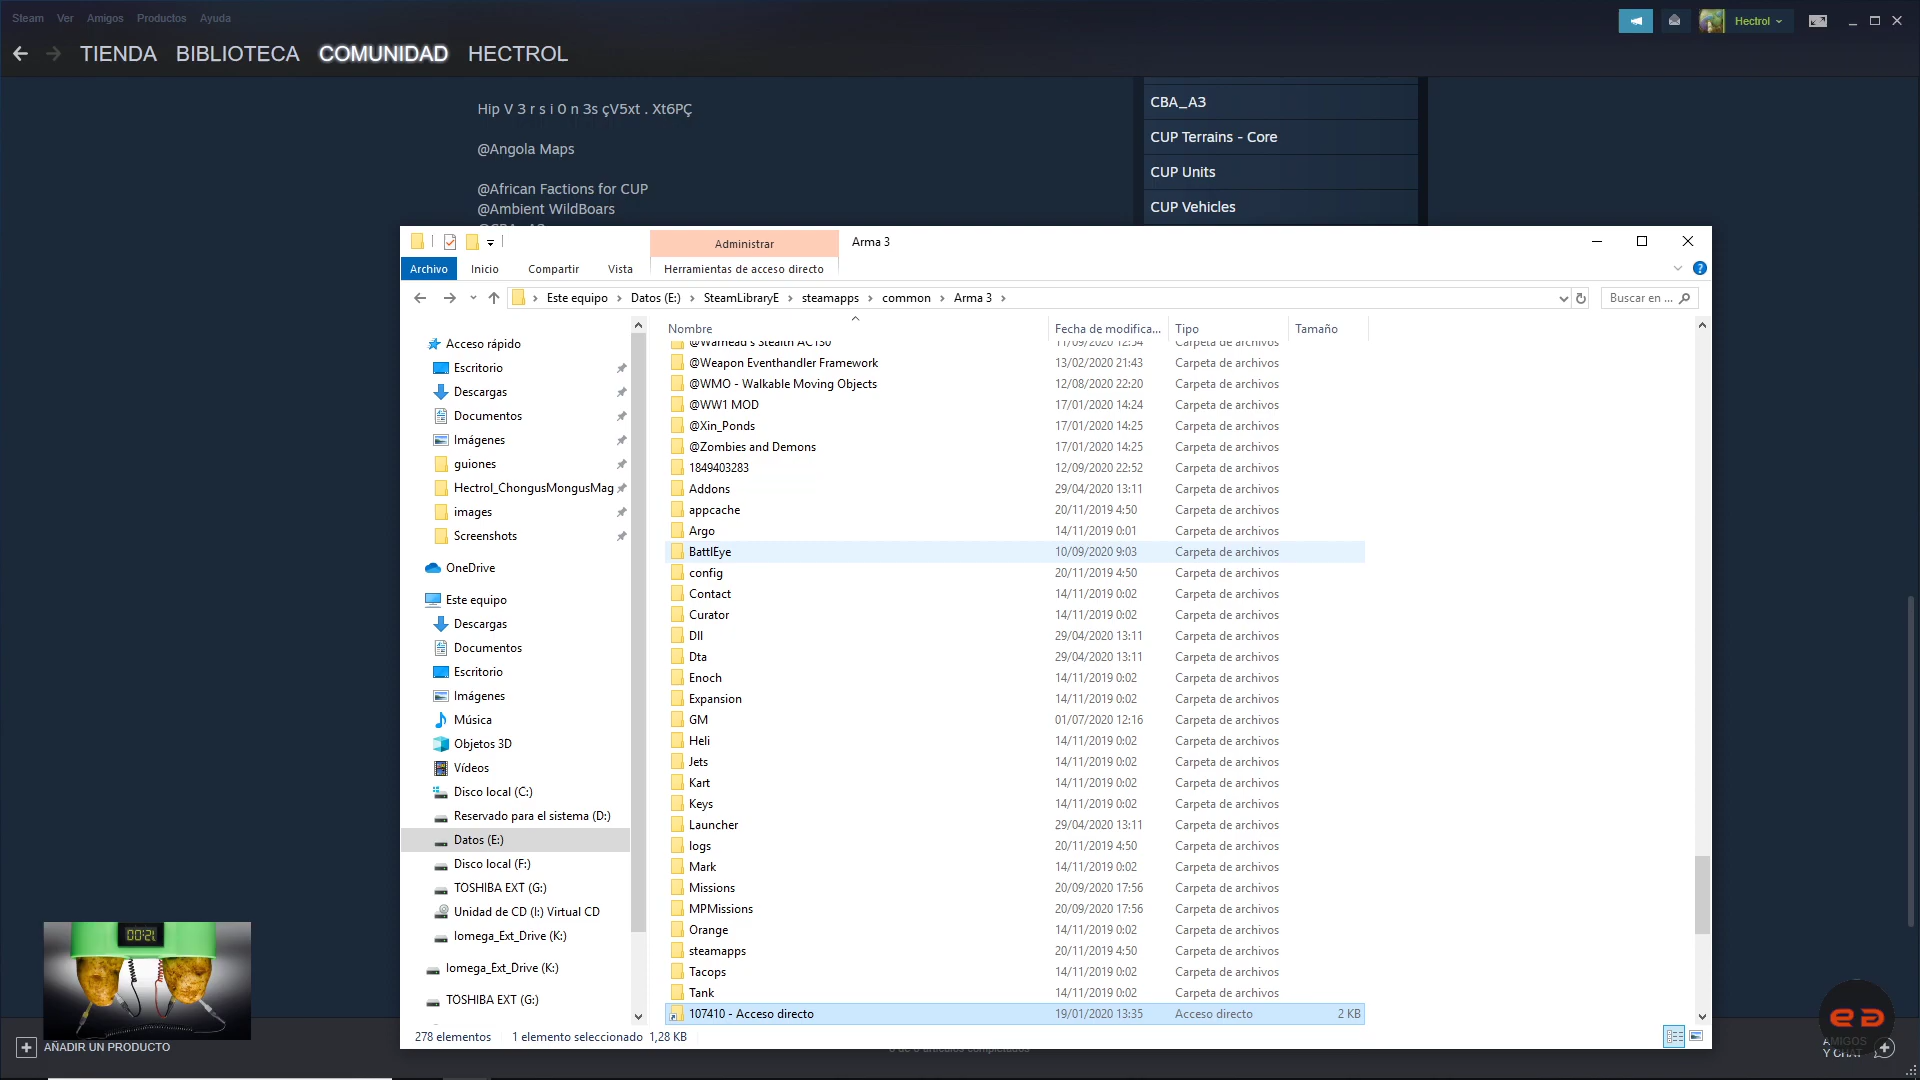 Steam Ver Amigos Productos Ayuda
Hectrol
TIENDA BIBLIOTECA COMUNIDAD HECTROL
Hip V 3 r s i 0 n 3s çV5xt . Xt6PÇ
@Angola Maps
@African Factions for CUP
@Ambient WildBoars
CBA_A3
CUP Terrains - Core
CUP Units
CUP Vehicles
Administrar
Arma 3
Archivo Inicio Compartir Vista Herramientas de acceso directo
Este equipo > Datos (E:) > SteamLibraryE > steamapps > common > Arma 3 >
Buscar en ...
Acceso rápido
Escritorio
Descargas
Documentos
Imágenes
guiones
Hectrol_ChongusMongusMag
images
Screenshots
OneDrive
Este equipo
Descargas
Documentos
Escritorio
Imágenes
Música
Objetos 3D
Vídeos
Disco local (C:)
Reservado para el sistema (D:)
Datos (E:)
Disco local (F:)
TOSHIBA EXT (G:)
Unidad de CD (I:) Virtual CD
Iomega_Ext_Drive (K:)
Iomega_Ext_Drive (K:)
TOSHIBA EXT (G:)
Nombre Fecha de modifica... Tipo Tamaño
@Warhead's Stealth AC130 11/09/2020 12:54 Carpeta de archivos
@Weapon Eventhandler Framework 13/02/2020 21:43 Carpeta de archivos
@WMO - Walkable Moving Objects 12/08/2020 22:20 Carpeta de archivos
@WW1 MOD 17/01/2020 14:24 Carpeta de archivos
@Xin_Ponds 17/01/2020 14:25 Carpeta de archivos
@Zombies and Demons 17/01/2020 14:25 Carpeta de archivos
1849403283 12/09/2020 22:52 Carpeta de archivos
Addons 29/04/2020 13:11 Carpeta de archivos
appcache 20/11/2019 4:50 Carpeta de archivos
Argo 14/11/2019 0:01 Carpeta de archivos
BattlEye 10/09/2020 9:03 Carpeta de archivos
config 20/11/2019 4:50 Carpeta de archivos
Contact 14/11/2019 0:02 Carpeta de archivos
Curator 14/11/2019 0:02 Carpeta de archivos
Dll 29/04/2020 13:11 Carpeta de archivos
Dta 29/04/2020 13:11 Carpeta de archivos
Enoch 14/11/2019 0:02 Carpeta de archivos
Expansion 14/11/2019 0:02 Carpeta de archivos
GM 01/07/2020 12:16 Carpeta de archivos
Heli 14/11/2019 0:02 Carpeta de archivos
Jets 14/11/2019 0:02 Carpeta de archivos
Kart 14/11/2019 0:02 Carpeta de archivos
Keys 14/11/2019 0:02 Carpeta de archivos
Launcher 29/04/2020 13:11 Carpeta de archivos
logs 20/11/2019 4:50 Carpeta de archivos
Mark 14/11/2019 0:02 Carpeta de archivos
Missions 20/09/2020 17:56 Carpeta de archivos
MPMissions 20/09/2020 17:56 Carpeta de archivos
Orange 14/11/2019 0:02 Carpeta de archivos
steamapps 20/11/2019 4:50 Carpeta de archivos
Tacops 14/11/2019 0:02 Carpeta de archivos
Tank 14/11/2019 0:02 Carpeta de archivos
107410 - Acceso directo 19/01/2020 13:35 Acceso directo 2 KB
278 elementos 1 elemento seleccionado 1,28 KB
00:21
AÑADIR UN PRODUCTO
AMIGOS
Y CHAT